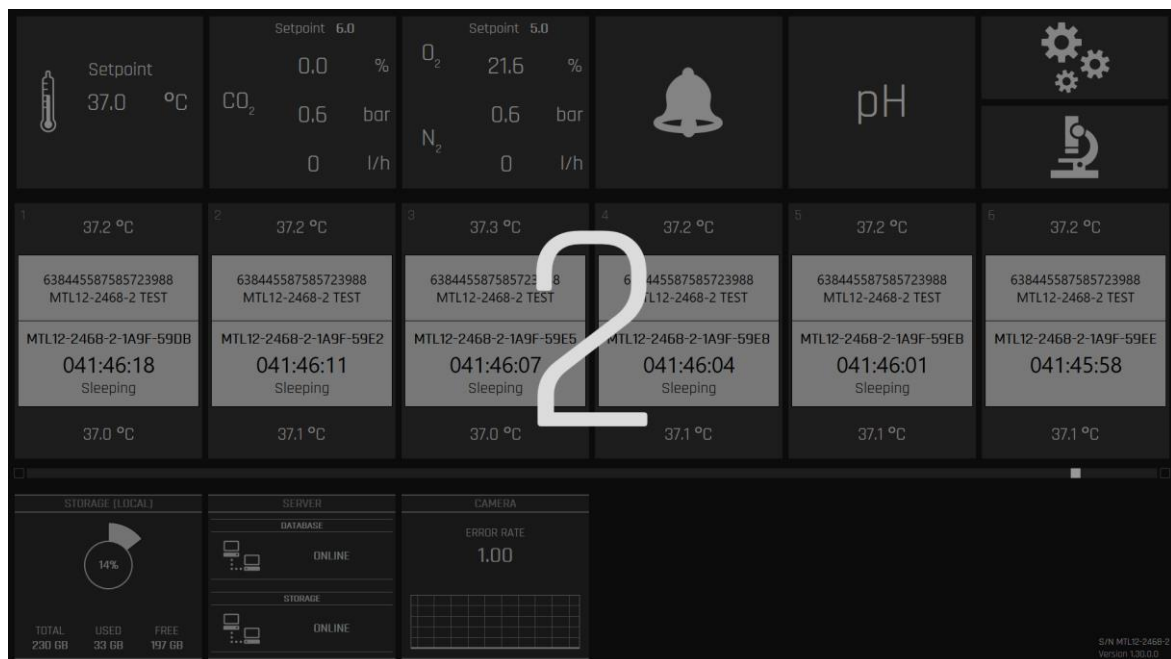 Setpoint
37.0 °C
Setpoint 6.0
CO2
0.0 %
0.6 bar
0 l/h
Setpoint 5.0
O2
21.6 %
0.6 bar
N2
0 l/h
pH
1
37.2 °C
638445587585723988
MTL12-2468-2 TEST
MTL12-2468-2-1A9F-59DB
041:46:18
Sleeping
37.0 °C
2
37.2 °C
638445587585723988
MTL12-2468-2 TEST
MTL12-2468-2-1A9F-59E2
041:46:11
Sleeping
37.1 °C
3
37.3 °C
MTL12-2468-2 TEST
MTL12-2468-2-1A9F-59E5
041:46:07
Sleeping
37.0 °C
4
37.2 °C
TEST
MTL12-2468-2-1A9F-59E8
041:46:04
Sleeping
37.1 °C
5
37.2 °C
638445587585723988
MTL12-2468-2 TEST
MTL12-2468-2-1A9F-59EB
041:46:01
Sleeping
37.1 °C
6
37.2 °C
638445587585723988
MTL12-2468-2 TEST
MTL12-2468-2-1A9F-59EE
041:45:58
37.1 °C
2
STORAGE (LOCAL)
14%
TOTAL USED FREE
230 GB 33 GB 197 GB
SERVER
DATABASE
ONLINE
STORAGE
ONLINE
CAMERA
ERROR RATE
1.00
S/N MTL12-2468-2
Version 1.30.0.0